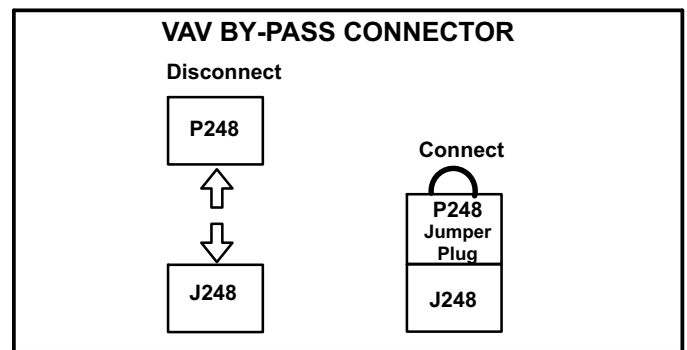 VAV BY-PASS CONNECTOR
Disconnect
P248
J248
Connect
P248
Jumper
Plug
J248